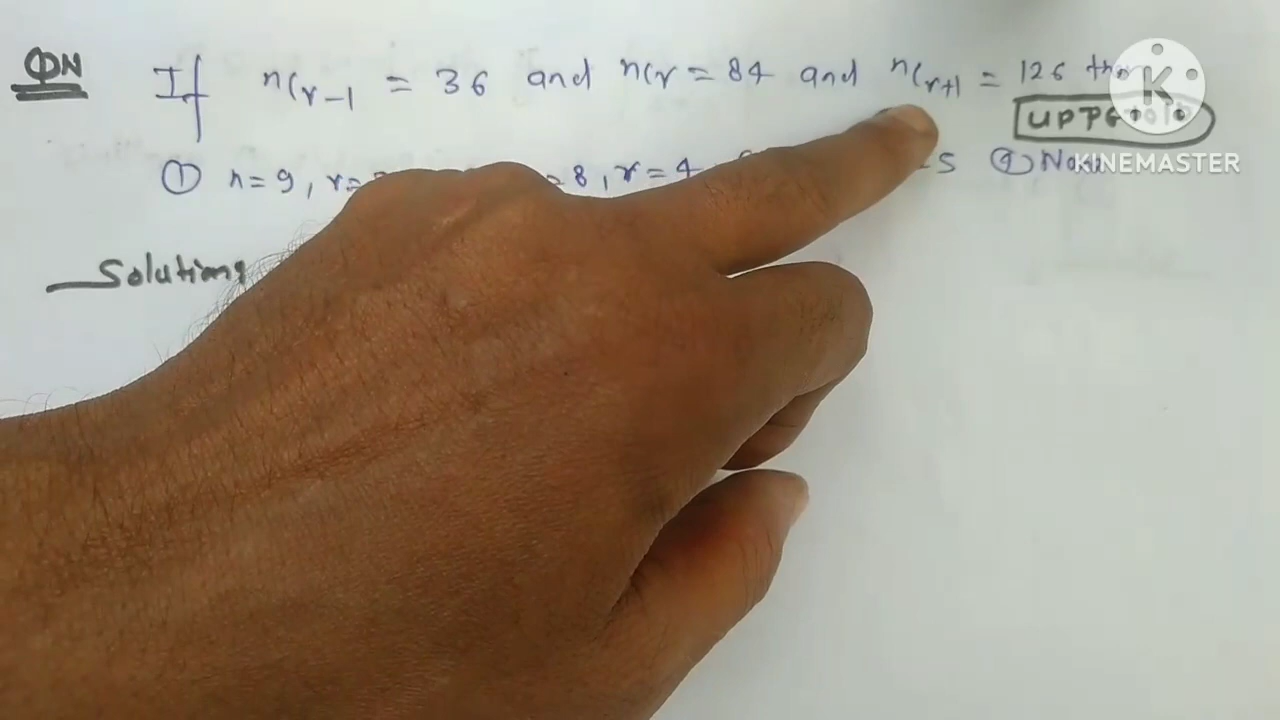 QN If nCr-1 = 36 and nCr = 84 and nCr+1 = 126 then
① n=9, r= =8, r=4 =5 ④ None
KINEMASTER
Solution